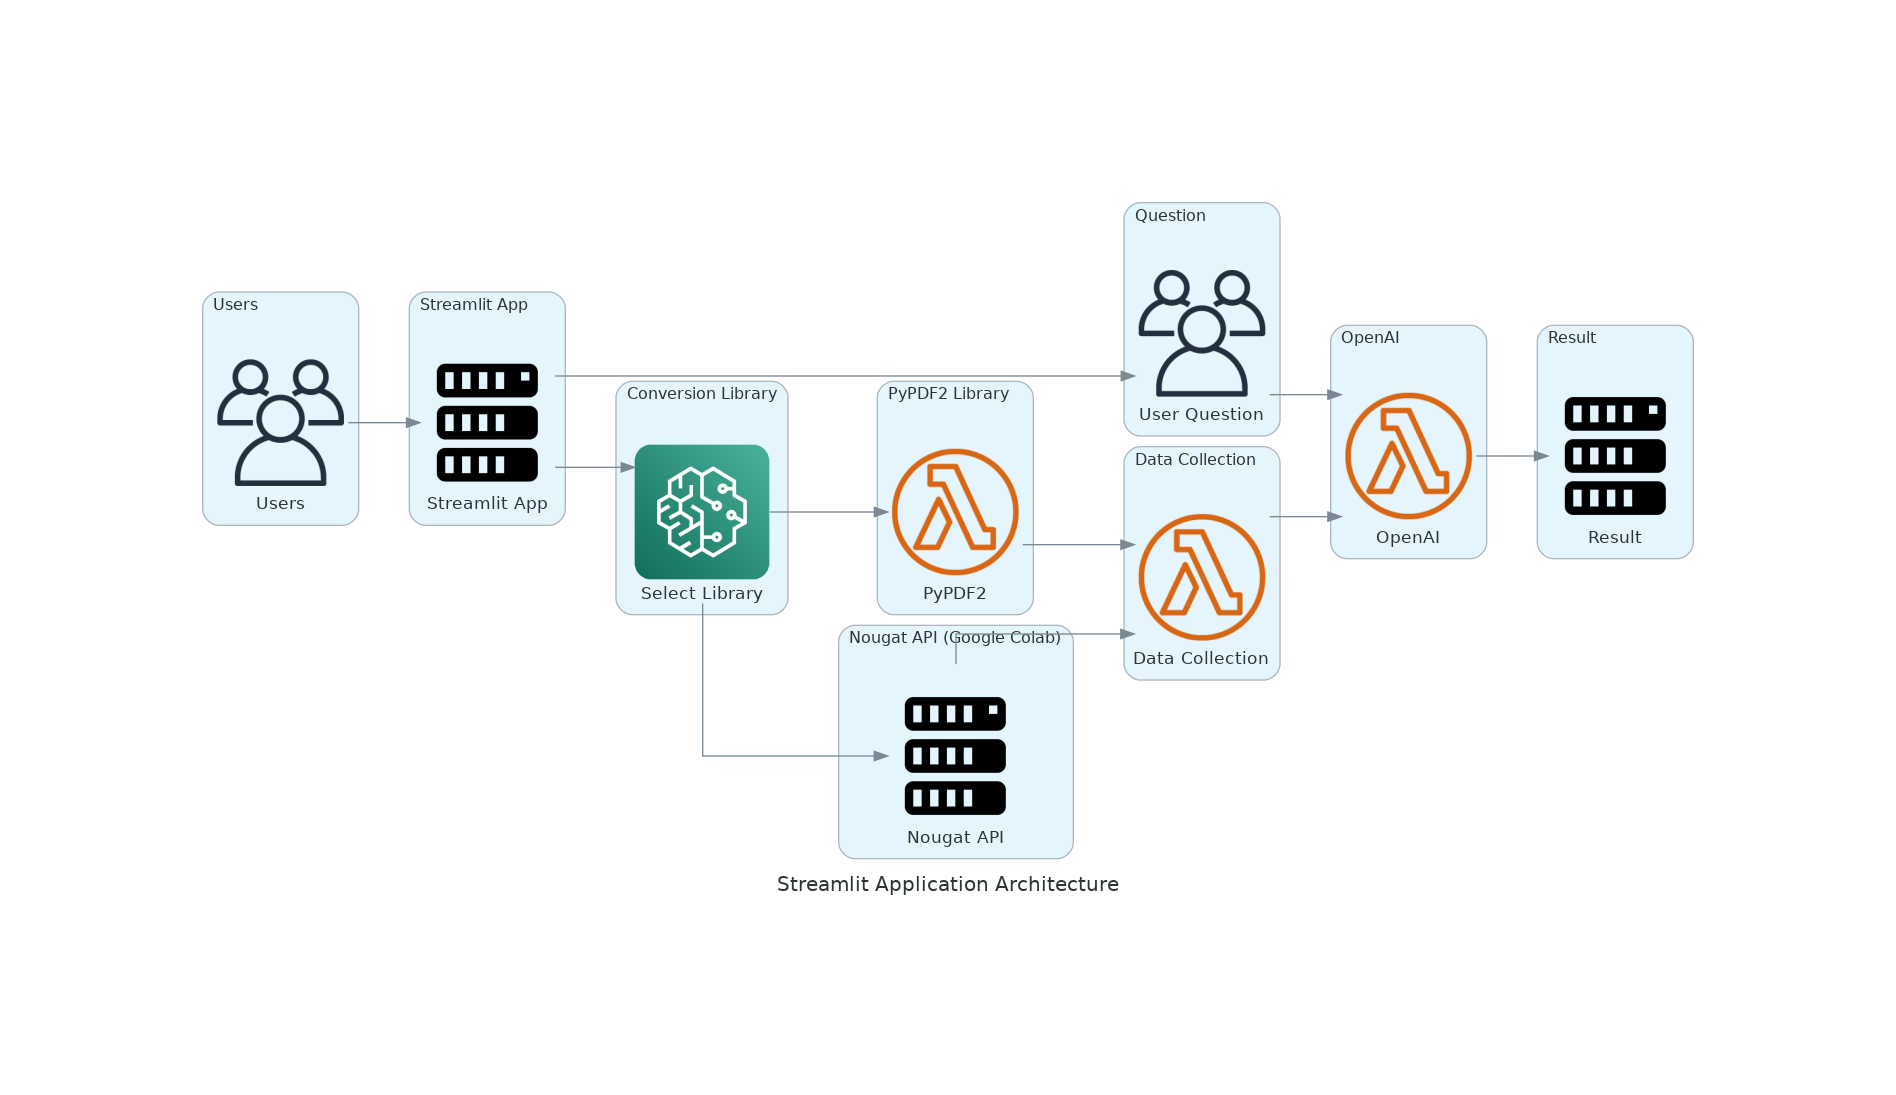 Users
Users
Streamlit App
Streamlit App
Conversion Library
Select Library
PyPDF2 Library
PyPDF2
Nougat API (Google Colab)
Nougat API
Question
User Question
Data Collection
Data Collection
OpenAI
OpenAI
Result
Result
Streamlit Application Architecture